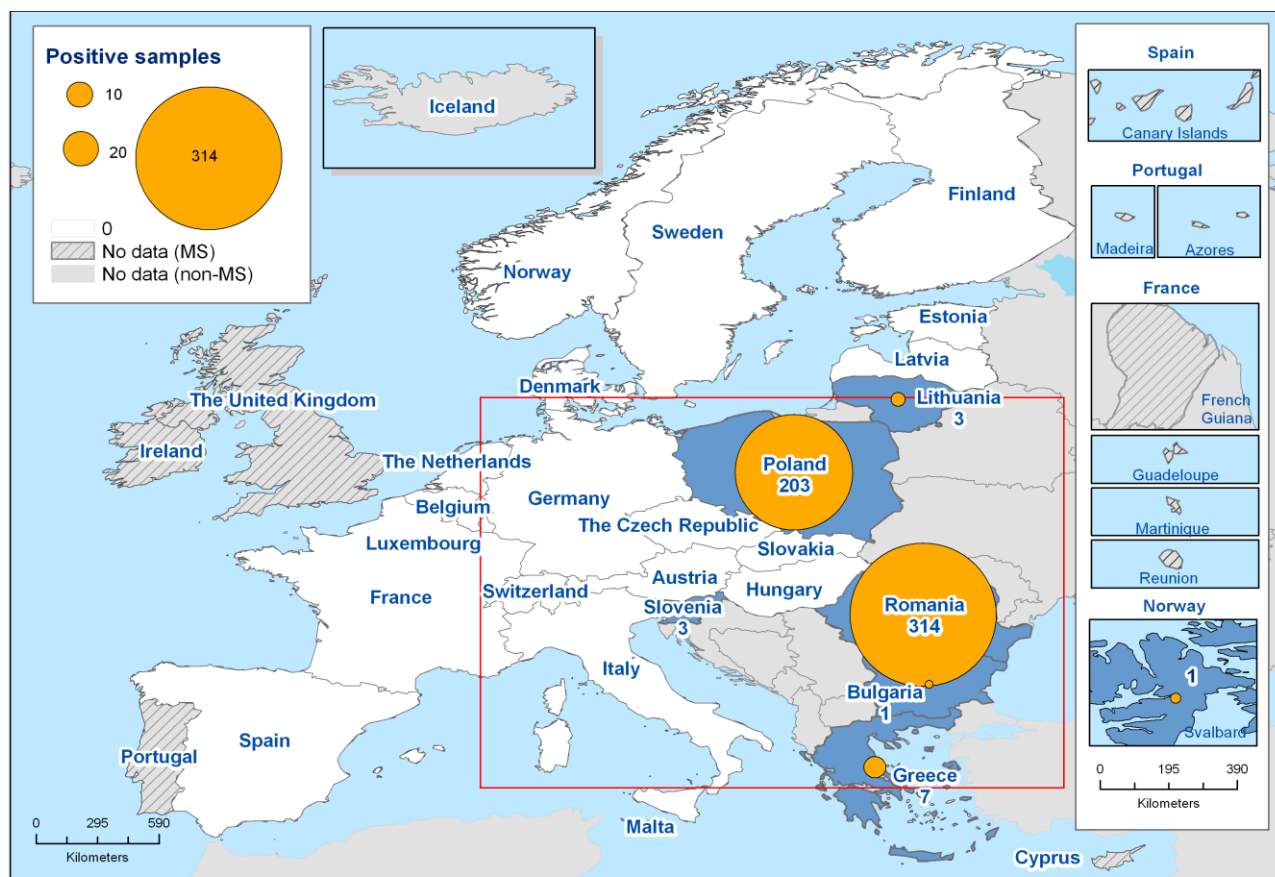 Positive samples
10
20
314
0
No data (MS)
No data (non-MS)
Iceland
Finland
Sweden
Norway
Estonia
Latvia
Denmark
Lithuania
3
The United Kingdom
Ireland
Poland
203
The Netherlands
Germany
Belgium
The Czech Republic
Luxembourg
Slovakia
Austria
Hungary
Switzerland
France
Slovenia
3
Romania
314
Italy
Bulgaria
1
Portugal
Spain
Greece
7
Malta
Cyprus
0 295 590
Kilometers
Spain
Canary Islands
Portugal
Madeira
Azores
France
French
Guiana
Guadeloupe
Martinique
Reunion
Norway
1
Svalbard
0 195 390
Kilometers